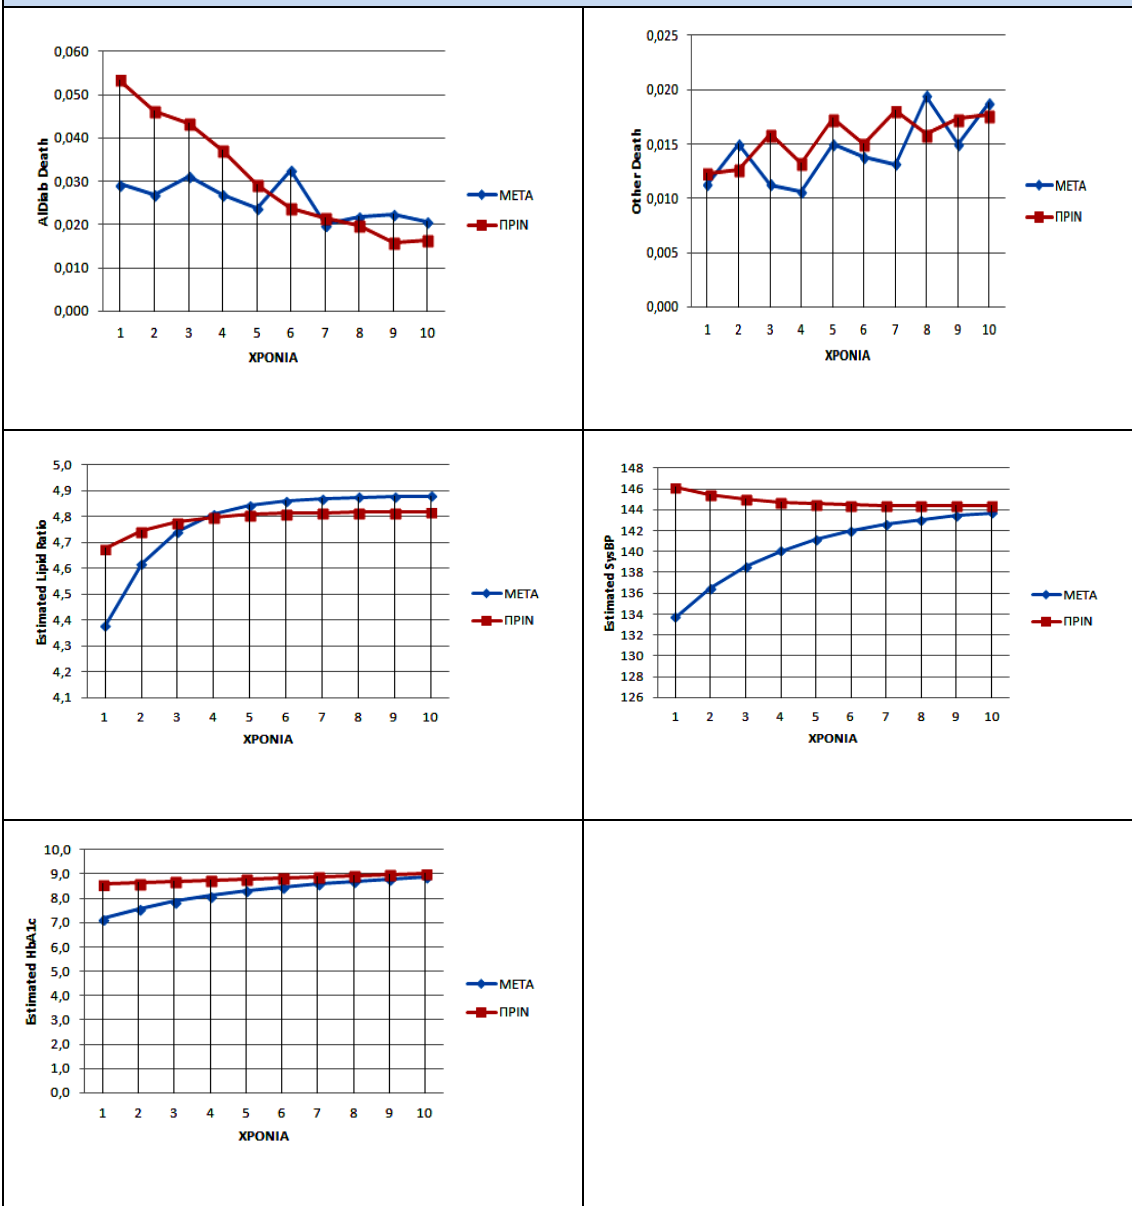 0,060
0,050
0,040
0,030
0,020
0,010
0,000
AlDiab Death
1 2 3 4 5 6 7 8 9 10
ΧΡΟΝΙΑ
ΜΕΤΑ
ΠΡΙΝ
0,025
0,020
0,015
0,010
0,005
0,000
Other Death
1 2 3 4 5 6 7 8 9 10
ΧΡΟΝΙΑ
ΜΕΤΑ
ΠΡΙΝ
5,0
4,9
4,8
4,7
4,6
4,5
4,4
4,3
4,2
4,1
Estimated Lipid Ratio
1 2 3 4 5 6 7 8 9 10
ΧΡΟΝΙΑ
ΜΕΤΑ
ΠΡΙΝ
148
146
144
142
140
138
136
134
132
130
128
126
Estimated SysBP
1 2 3 4 5 6 7 8 9 10
ΧΡΟΝΙΑ
ΜΕΤΑ
ΠΡΙΝ
10,0
9,0
8,0
7,0
6,0
5,0
4,0
3,0
2,0
1,0
0,0
Estimated HbA1c
1 2 3 4 5 6 7 8 9 10
ΧΡΟΝΙΑ
ΜΕΤΑ
ΠΡΙΝ